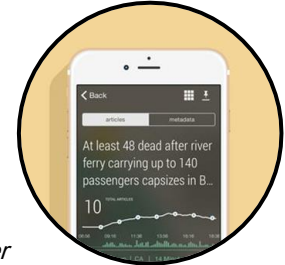 Back
articles metadata
At least 48 dead after river
ferry carrying up to 140
passengers capsizes in B...
10 TOTAL ARTICLES
or